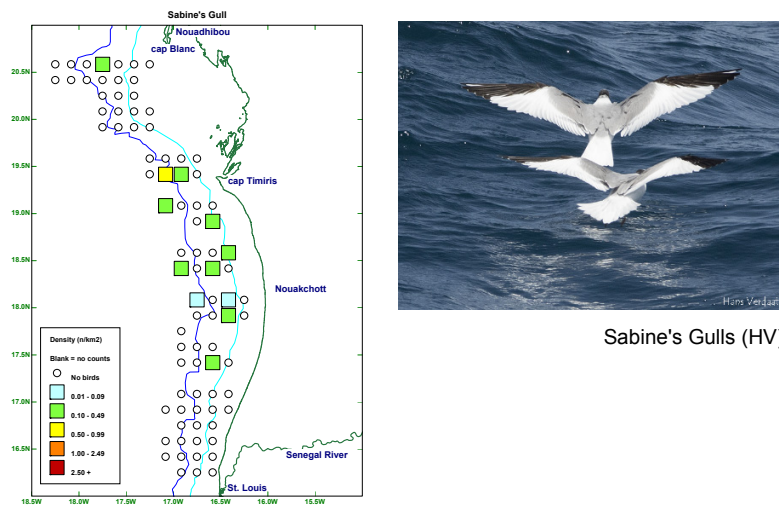 Sabine's Gull
Nouadhibou
cap Blanc
20.5N
20.0N
19.5N
cap Timiris
19.0N
18.5N
Nouakchott
18.0N
17.5N
17.0N
16.5N
Senegal River
St. Louis
18.5W 18.0W 17.5W 17.0W 16.5W 16.0W 15.5W
Density (n/km2)
Blank = no counts
No birds
0.01 - 0.09
0.10 - 0.49
0.50 - 0.99
1.00 - 2.49
2.50 +
Hans Verdaat
Sabine's Gulls (HV)